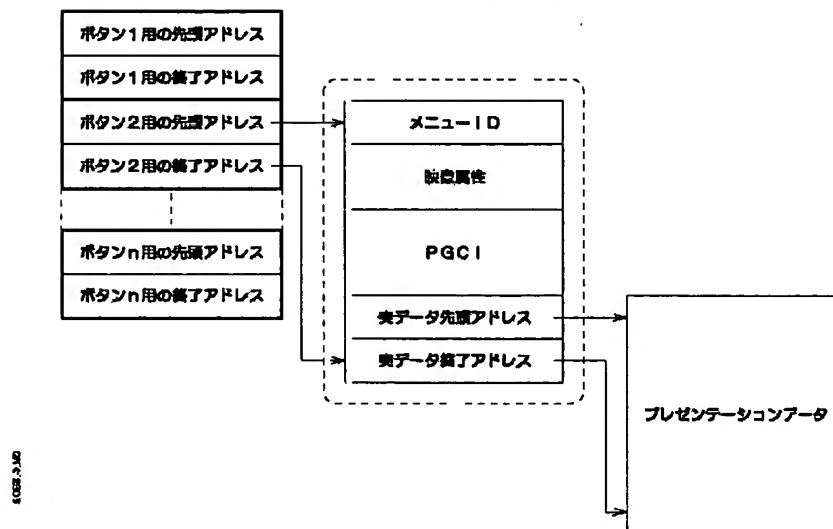 ボタン1用の先頭アドレス
ボタン1用の終了アドレス
ボタン2用の先頭アドレス
ボタン2用の終了アドレス
ボタンn用の先頭アドレス
ボタンn用の終了アドレス
メニューID
映像属性
PGCI
実データ先頭アドレス
実データ終了アドレス
プレゼンテーションデータ